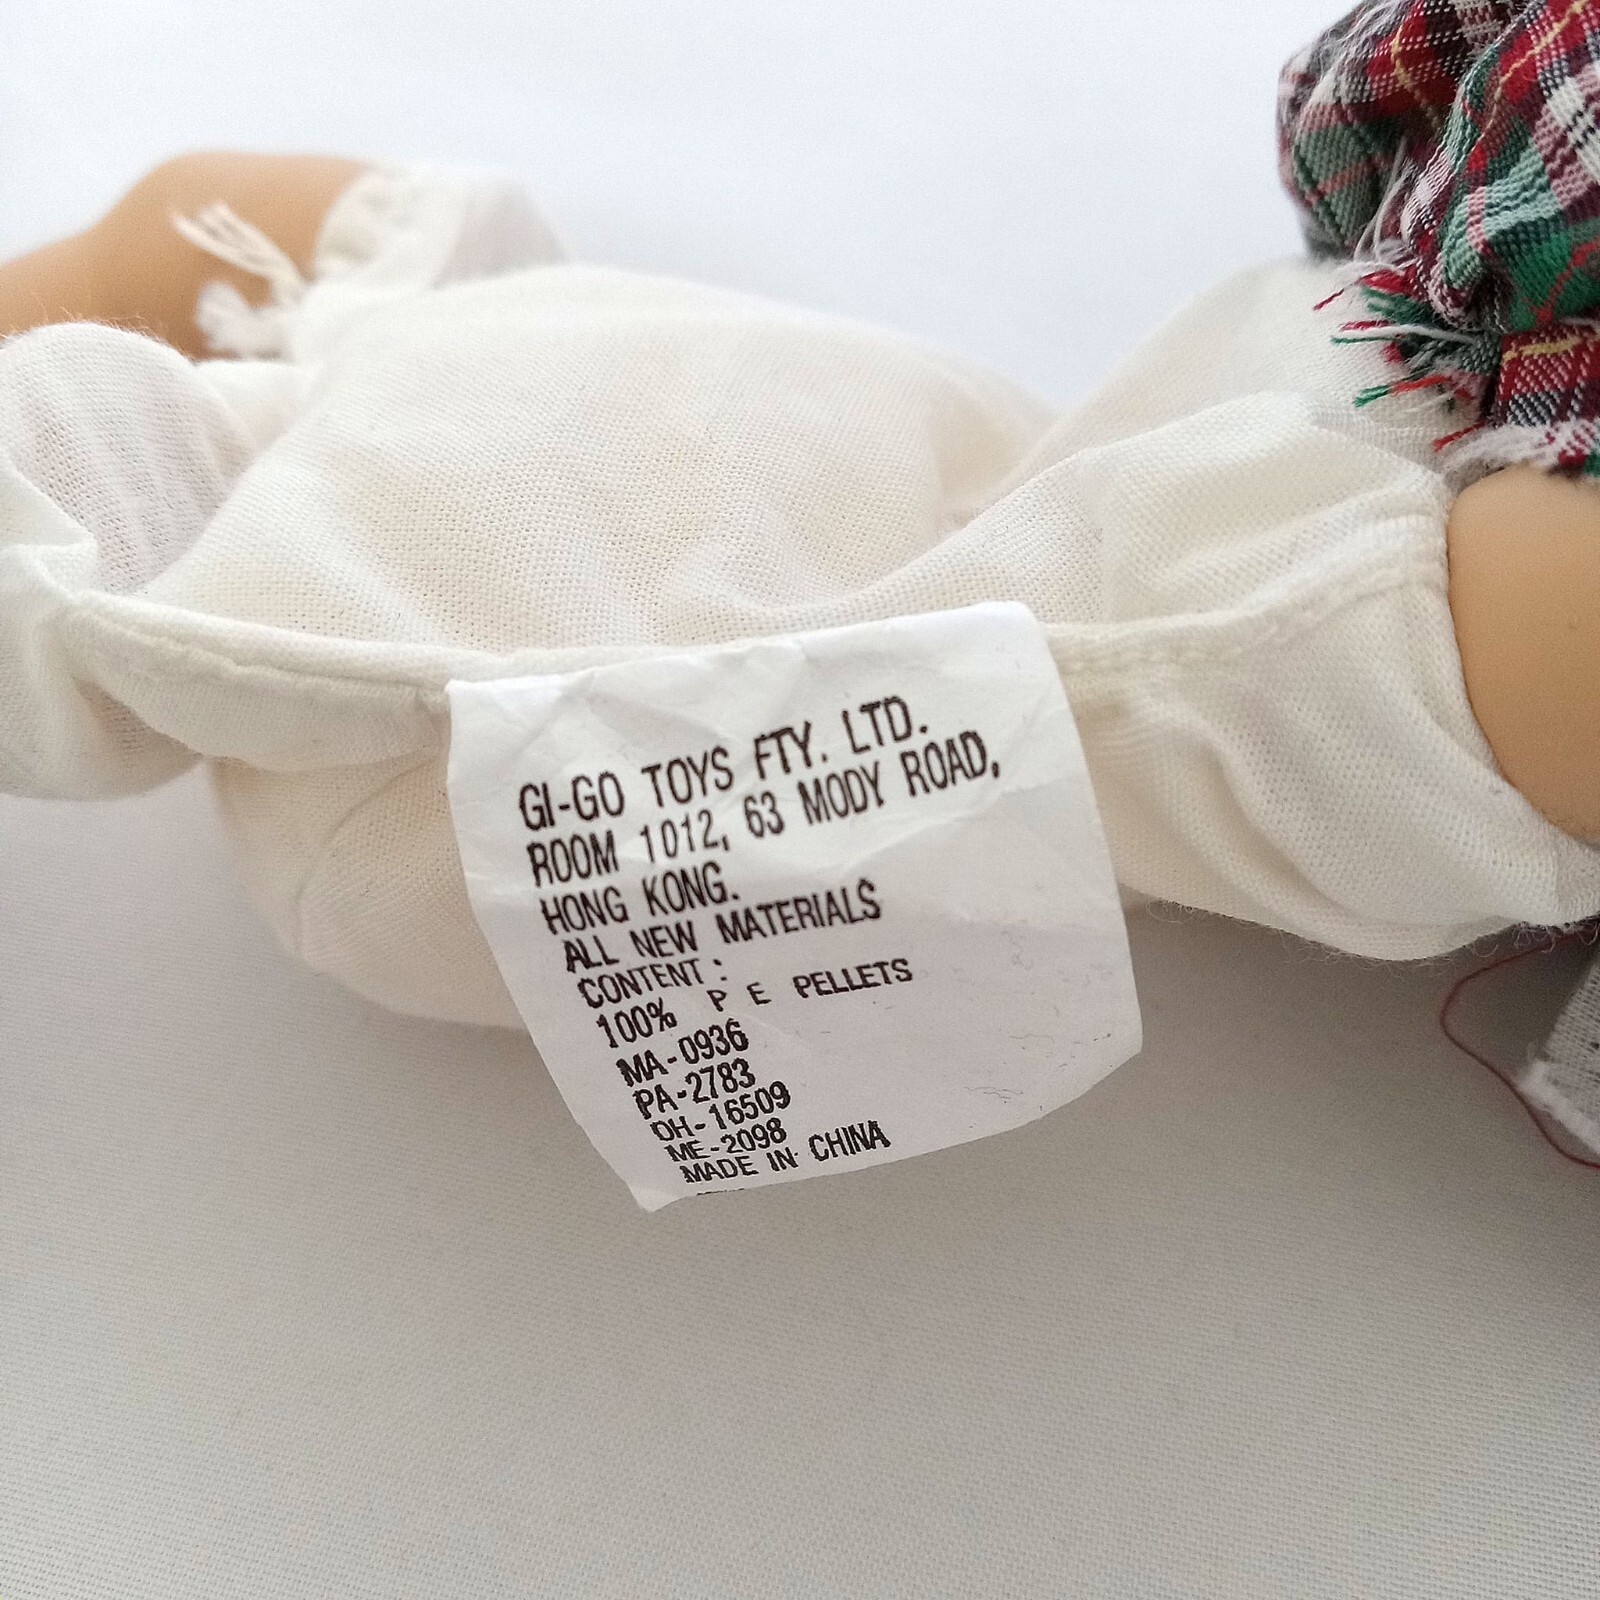 GI-GO TOYS FTY. LTD.
ROOM 1012, 63 MODY ROAD,
HONG KONG.
ALL NEW MATERIALS
CONTENT :
100% P E PELLETS
MA-0936
PA-2783
OH-16509
ME-2098
MADE IN CHINA